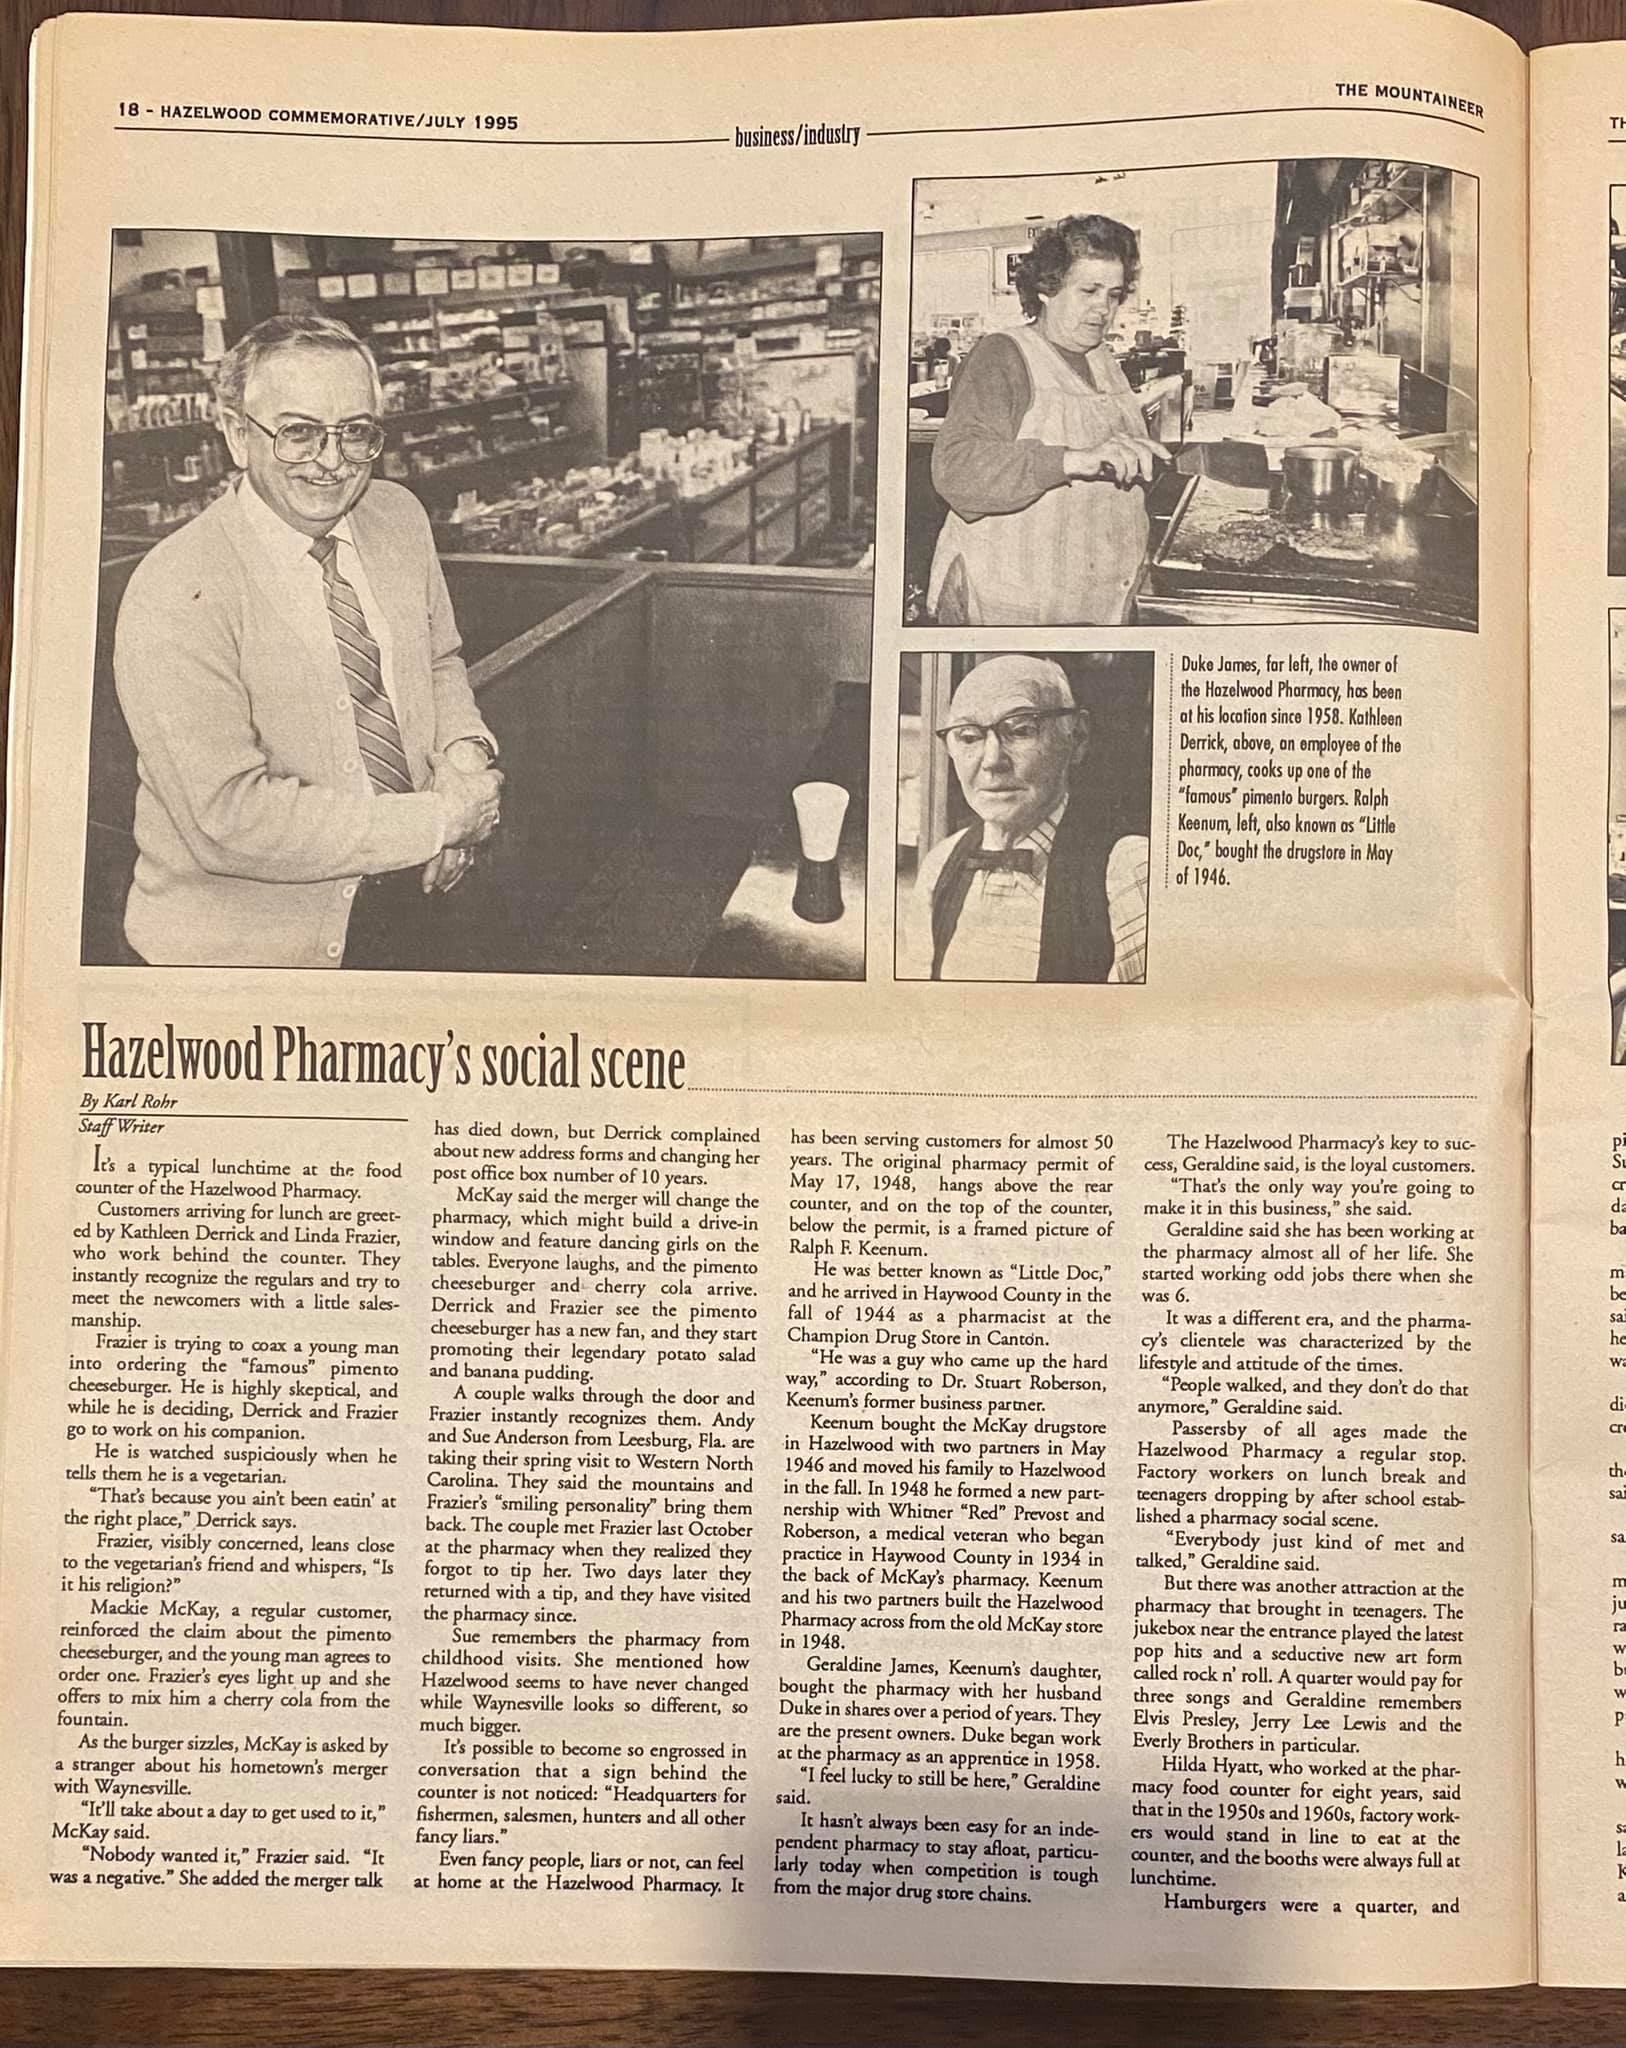 18 - HAZELWOOD COMMEMORATIVE/JULY 1995
THE MOUNTAINEER
business/industry
Duke James, far left, the owner of
the Hazelwood Pharmacy, has been
at his location since 1958. Kathleen
Derrick, above, an employee of the
pharmacy, cooks up one of the
"famous" pimento burgers. Ralph
Keenum, left, also known as "Little
Doc," bought the drugstore in May
of 1946.
Hazelwood Pharmacy's social scene
By Karl Rohr
Staff Writer
It's a typical lunchtime at the food
counter of the Hazelwood Pharmacy.
Customers arriving for lunch are greet-
ed by Kathleen Derrick and Linda Frazier,
who work behind the counter. They
instantly recognize the regulars and try to
meet the newcomers with a little sales-
manship.
Frazier is trying to coax a young man
into ordering the "famous" pimento
cheeseburger. He is highly skeptical, and
while he is deciding, Derrick and Frazier
go to work on his companion.
He is watched suspiciously when he
tells them he is a vegetarian.
"That's because you ain't been eatin' at
the right place," Derrick says.
Frazier, visibly concerned, leans close
to the vegetarian's friend and whispers, "Is
it his religion?"
Mackie McKay, a regular customer,
reinforced the claim about the pimento
cheeseburger, and the young man agrees to
order one. Frazier's eyes light up and she
offers to mix him a cherry cola from the
fountain.
As the burger sizzles, McKay is asked by
a stranger about his hometown's merger
with Waynesville.
"It'll take about a day to get used to it,"
McKay said.
"Nobody wanted it," Frazier said. "It
was a negative." She added the merger talk
has died down, but Derrick complained
about new address forms and changing her
post office box number of 10 years.
McKay said the merger will change the
pharmacy, which might build a drive-in
window and feature dancing girls on the
tables. Everyone laughs, and the pimento
cheeseburger and cherry cola arrive.
Derrick and Frazier see the pimento
cheeseburger has a new fan, and they start
promoting their legendary potato salad
and banana pudding.
A couple walks through the door and
Frazier instantly recognizes them. Andy
and Sue Anderson from Leesburg, Fla. are
taking their spring visit to Western North
Carolina. They said the mountains and
Frazier's "smiling personality" bring them
back. The couple met Frazier last October
at the pharmacy when they realized they
forgot to tip her. Two days later they
returned with a tip, and they have visited
the pharmacy since.
Sue remembers the pharmacy from
childhood visits. She mentioned how
Hazelwood seems to have never changed
while Waynesville looks so different, so
much bigger.
It's possible to become so engrossed in
conversation that a sign behind the
counter is not noticed: "Headquarters for
fishermen, salesmen, hunters and all other
fancy liars."
Even fancy people, liars or not, can feel
at home at the Hazelwood Pharmacy. It
has been serving customers for almost 50
years. The original pharmacy permit of
May 17, 1948, hangs above the rear
counter, and on the top of the counter,
below the permit, is a framed picture of
Ralph F. Keenum.
He was better known as "Little Doc,"
and he arrived in Haywood County in the
fall of 1944 as a pharmacist at the
Champion Drug Store in Canton.
"He was a guy who came up the hard
way," according to Dr. Stuart Roberson,
Keenum's former business partner.
Keenum bought the McKay drugstore
in Hazelwood with two partners in May
1946 and moved his family to Hazelwood
in the fall. In 1948 he formed a new part-
nership with Whitner "Red" Prevost and
Roberson, a medical veteran who began
practice in Haywood County in 1934 in
the back of McKay's pharmacy. Keenum
and his two partners built the Hazelwood
Pharmacy across from the old McKay store
in 1948.
Geraldine James, Keenum's daughter,
bought the pharmacy with her husband
Duke in shares over a period of years. They
are the present owners. Duke began work
at the pharmacy as an apprentice in 1958.
"I feel lucky to still be here," Geraldine
said.
It hasn't always been easy for an inde-
pendent pharmacy to stay afloat, particu-
larly today when competition is tough
from the major drug store chains.
The Hazelwood Pharmacy's key to suc-
cess, Geraldine said, is the loyal customers.
"That's the only way you're going to
make it in this business," she said.
Geraldine said she has been working at
the pharmacy almost all of her life. She
started working odd jobs there when she
was 6.
It was a different era, and the pharma-
cy's clientele was characterized by the
lifestyle and attitude of the times.
"People walked, and they don't do that
anymore," Geraldine said.
Passersby of all ages made the
Hazelwood Pharmacy a regular stop.
Factory workers on lunch break and
teenagers dropping by after school estab-
lished a pharmacy social scene.
"Everybody just kind of met and
talked," Geraldine said.
But there was another attraction at the
pharmacy that brought in teenagers. The
jukebox near the entrance played the latest
pop hits and a seductive new art form
called rock n' roll. A quarter would pay for
three songs and Geraldine remembers
Elvis Presley, Jerry Lee Lewis and the
Everly Brothers in particular.
Hilda Hyatt, who worked at the phar-
macy food counter for eight years, said
that in the 1950s and 1960s, factory work-
ers would stand in line to eat at the
counter, and the booths were always full at
lunchtime.
Hamburgers were a quarter, and